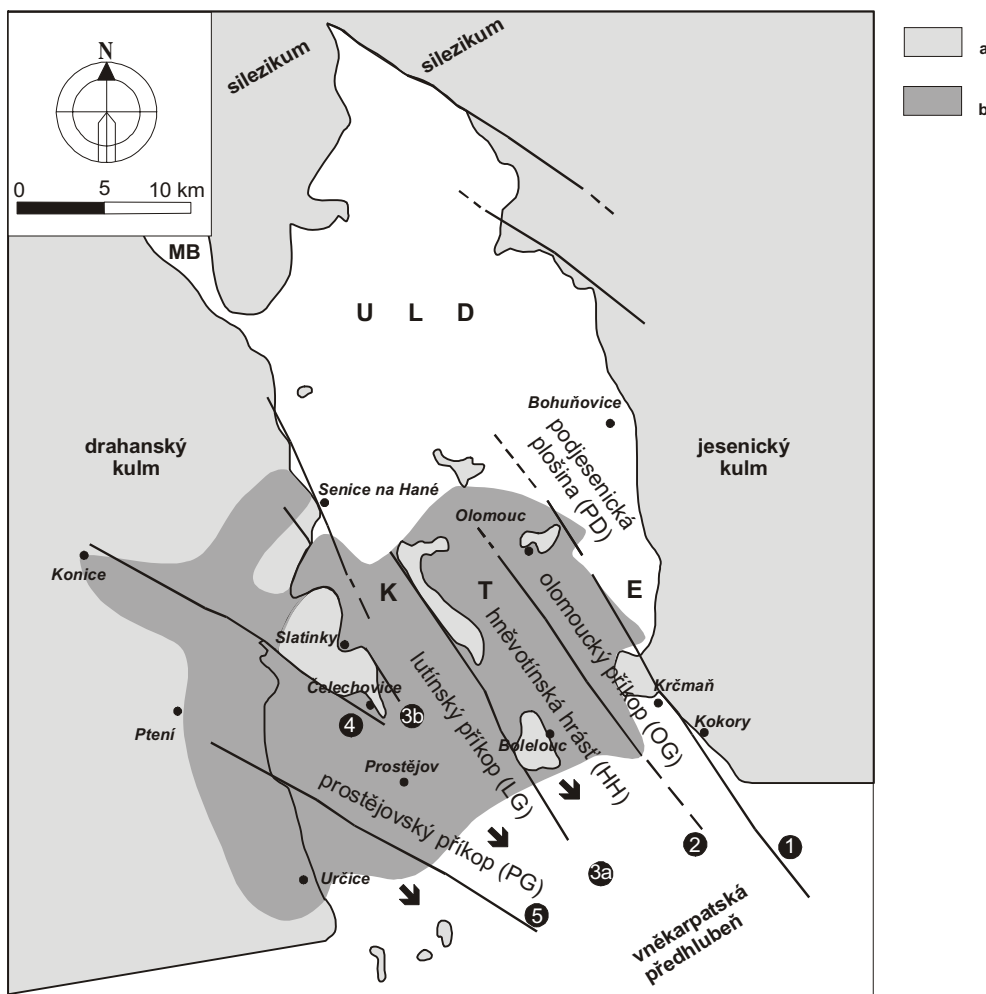 N
0
5
10 km
silezikum
silezikum
a
b
MB
U L D
Bohuňovice
podjesenická
plošina (PD)
drahanský
kulm
jesenický
kulm
Senice na Hané
Olomouc
Konice
K
T
E
olomoucký příkop (OG)
hněvotínská hrásť (HH)
lutínský příkop (LG)
Slatinky
Čelechovice
Krčmaň
Kokory
Ptení
4
3b
Bolelouc
Prostějov
prostějovský příkop (PG)
Určice
2
1
3a
5
vněkarpatská
předhlubeň